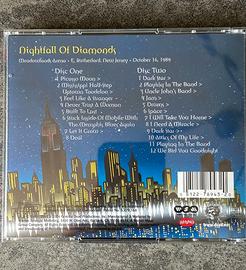 Nightfall Of Diamonds
Meadowlands Arena • E. Rutherford, New Jersey • October 16, 1989
Disc One
1 Picasso Moon >
2 Mississippi Half-Step
Uptown Toodeloo >
3 Feel Like A Stranger
4 Never Trust A Woman
5 Built To Last
6 Stuck Inside Of Mobile With
The Memphis Blues Again
7 Let It Grow >
8 Deal
Disc Two
1 Dark Star >
2 Playing In The Band
3 Uncle John's Band >
4 Jam >
5 Drums >
6 Space >
7 I Will Take You Home >
8 I Need A Miracle >
9 Dark Star >
10 Attics Of My Life >
11 Playing In The Band
12 We Bid You Goodnight